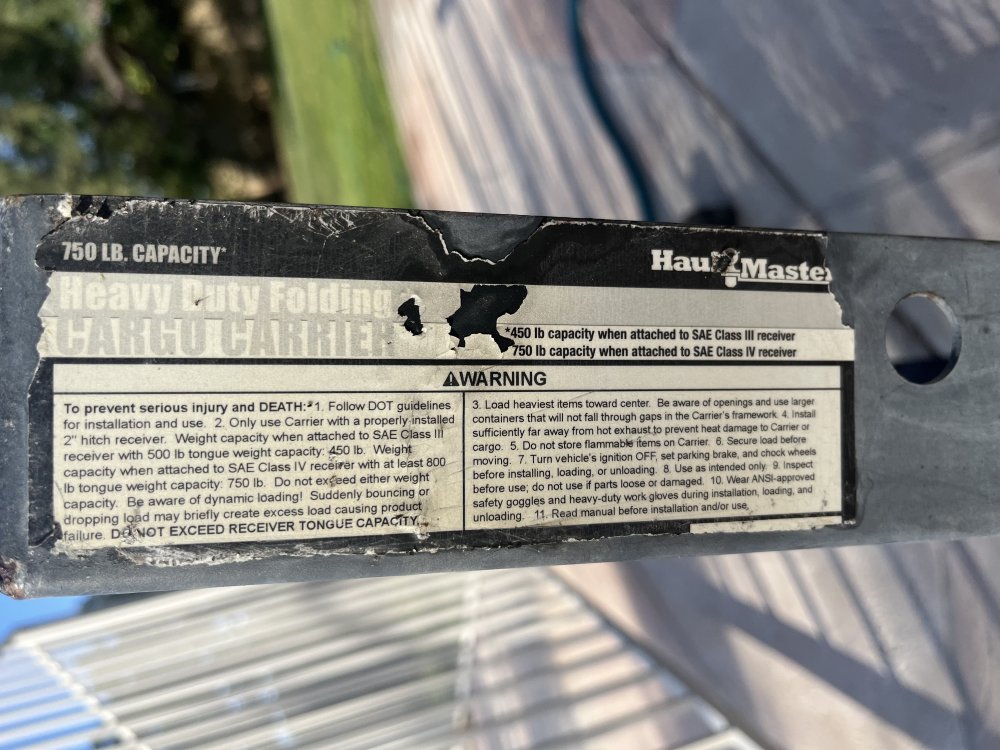 750 LB. CAPACITY*
Haul Master
Heavy Duty Folding
CARGO CARRIER
*450 lb capacity when attached to SAE Class III receiver
750 lb capacity when attached to SAE Class IV receiver
⚠WARNING
To prevent serious injury and DEATH: 1. Follow DOT guidelines
for installation and use. 2. Only use Carrier with a properly installed
2" hitch receiver. Weight capacity when attached to SAE Class III
receiver with 500 lb tongue weight capacity: 450 lb. Weight
capacity when attached to SAE Class IV receiver with at least 800
lb tongue weight capacity: 750 lb. Do not exceed either weight
capacity. Be aware of dynamic loading! Suddenly bouncing or
dropping load may briefly create excess load causing product
failure. DO NOT EXCEED RECEIVER TONGUE CAPACITY.
3. Load heaviest items toward center. Be aware of openings and use larger
containers that will not fall through gaps in the Carrier's framework. 4. Install
sufficiently far away from hot exhaust to prevent heat damage to Carrier or
cargo. 5. Do not store flammable items on Carrier. 6. Secure load before
moving. 7. Turn vehicle's ignition OFF, set parking brake, and chock wheels
before installing, loading, or unloading. 8. Use as intended only. 9. Inspect
before use; do not use if parts loose or damaged. 10. Wear ANSI-approved
safety goggles and heavy-duty work gloves during installation, loading, and
unloading. 11. Read manual before installation and/or use.